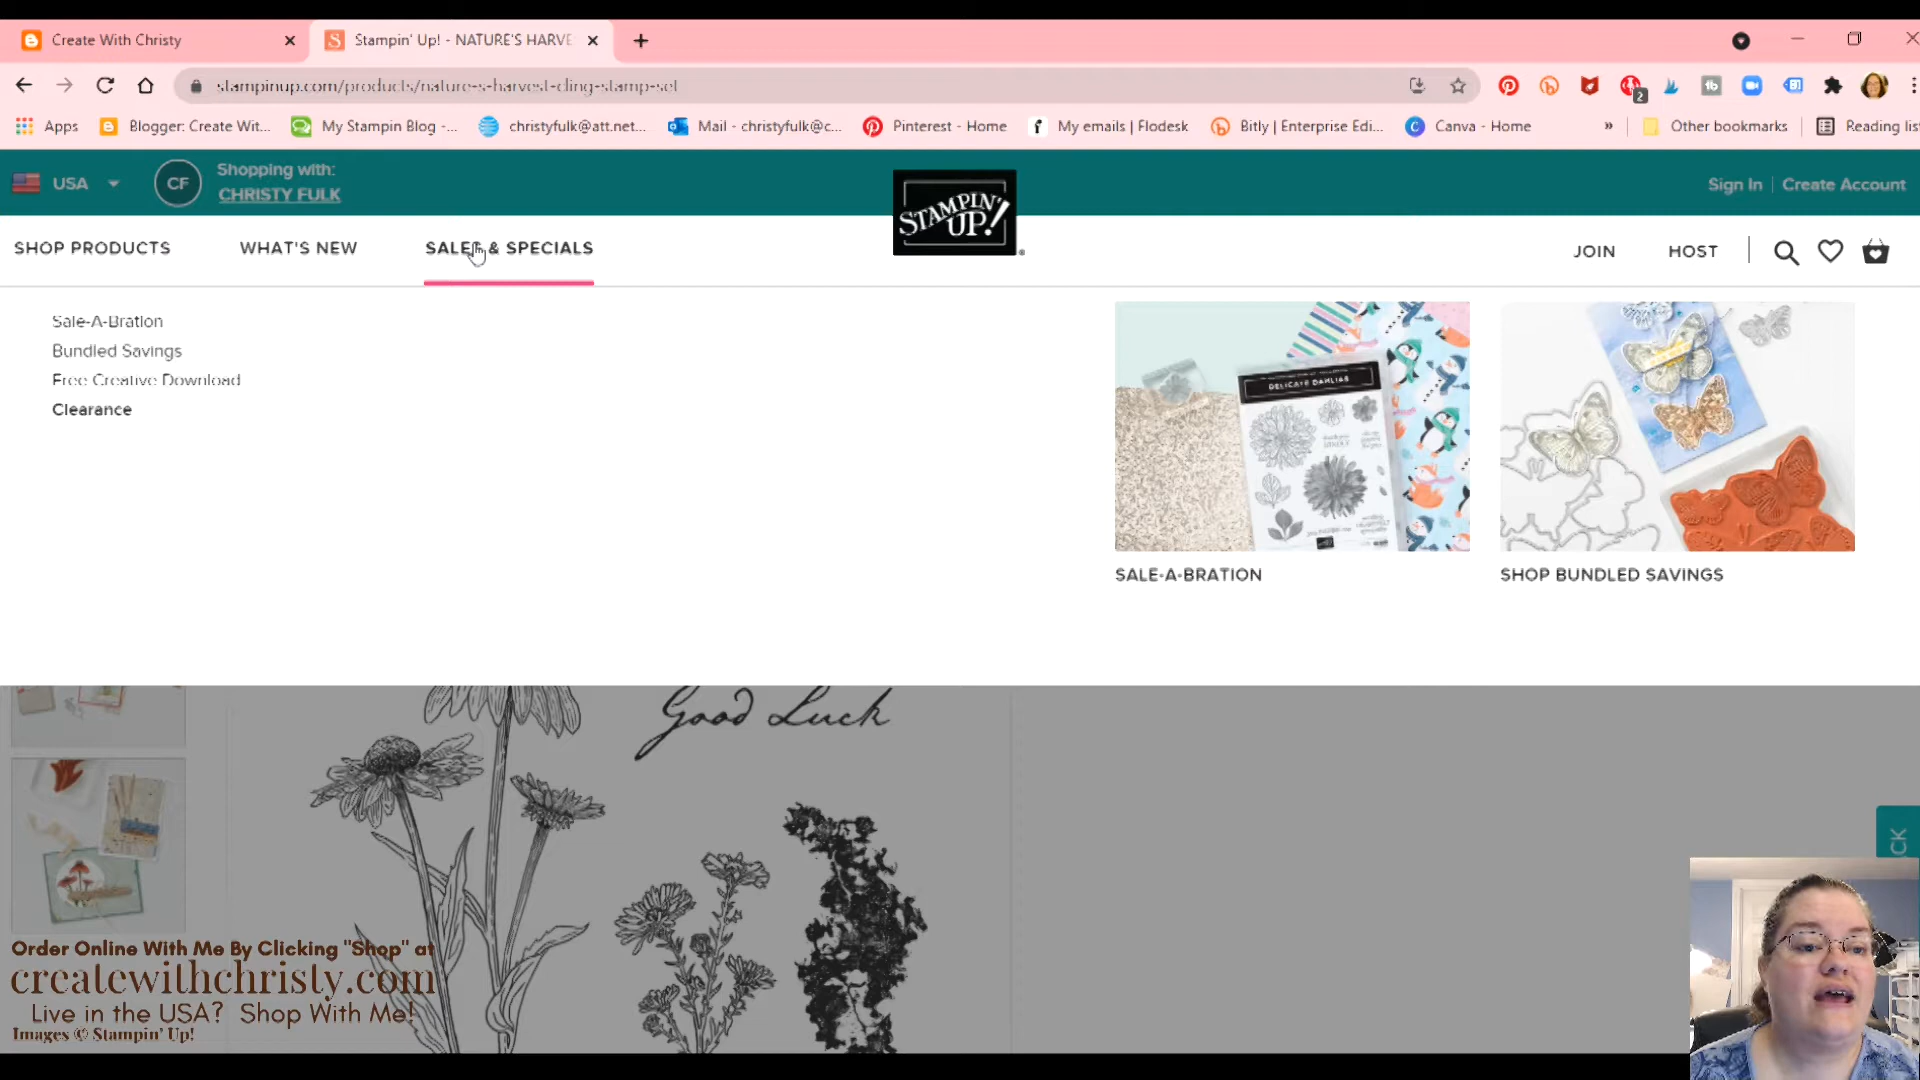 Create With Christy
Stampin' Up! - NATURE'S HARVE
stampinup.com/products/nature-s-harvest-cling-stamp-set
2
Apps
Blogger: Create Wit...
My Stampin Blog -...
christyfulk@att.net...
Mail - christyfulk@c...
Pinterest - Home
My emails | Flodesk
Bitly | Enterprise Edi...
Canva - Home
»
Other bookmarks
Reading list
USA
CF
Shopping with:
CHRISTY FULK
STAMPIN' UP!®
Sign In | Create Account
SHOP PRODUCTS
WHAT'S NEW
SALES & SPECIALS
JOIN
HOST
Sale-A-Bration
Bundled Savings
Free Creative Download
Clearance
DELICATE DAHLIAS
SALE-A-BRATION
SHOP BUNDLED SAVINGS
Good Luck
CK
Order Online With Me By Clicking "Shop" at
createwithchristy.com
Live in the USA? Shop With Me!
Images © Stampin' Up!